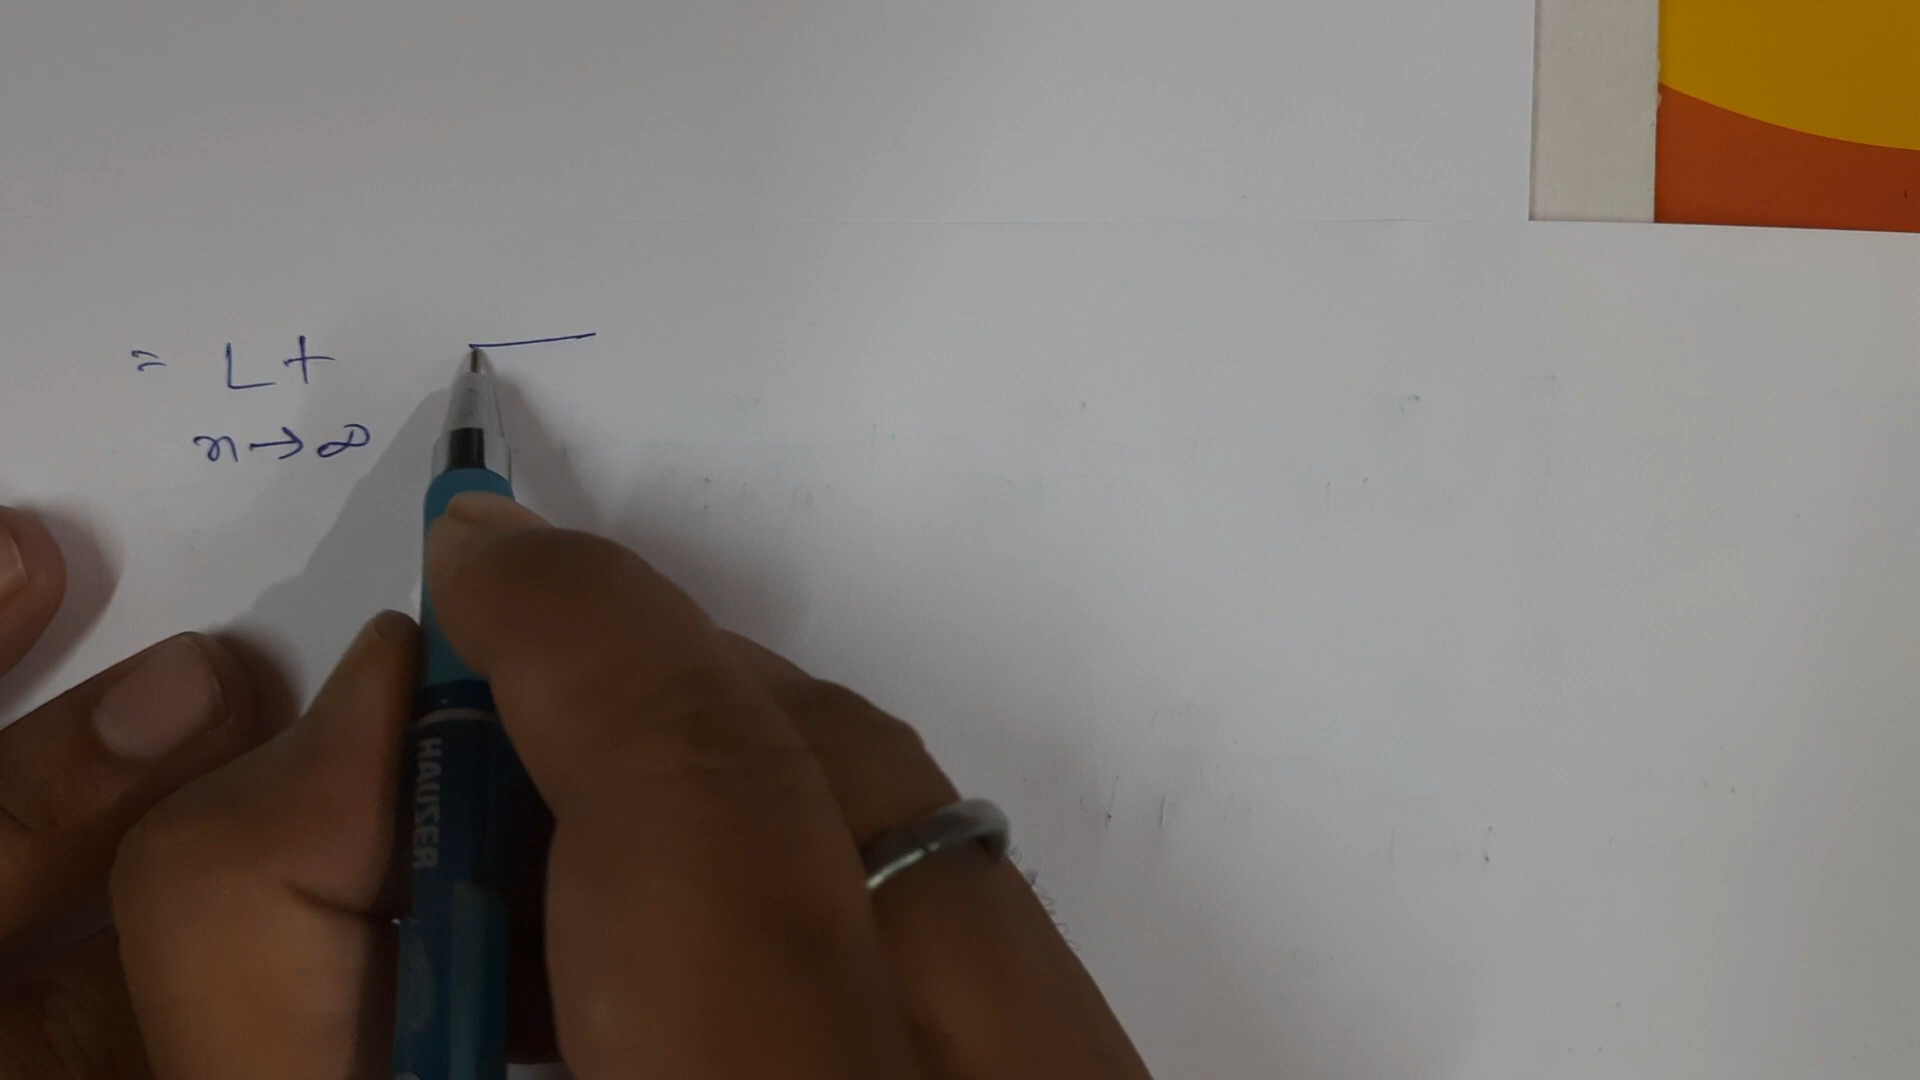 = Lt
n→∞
HAUSER